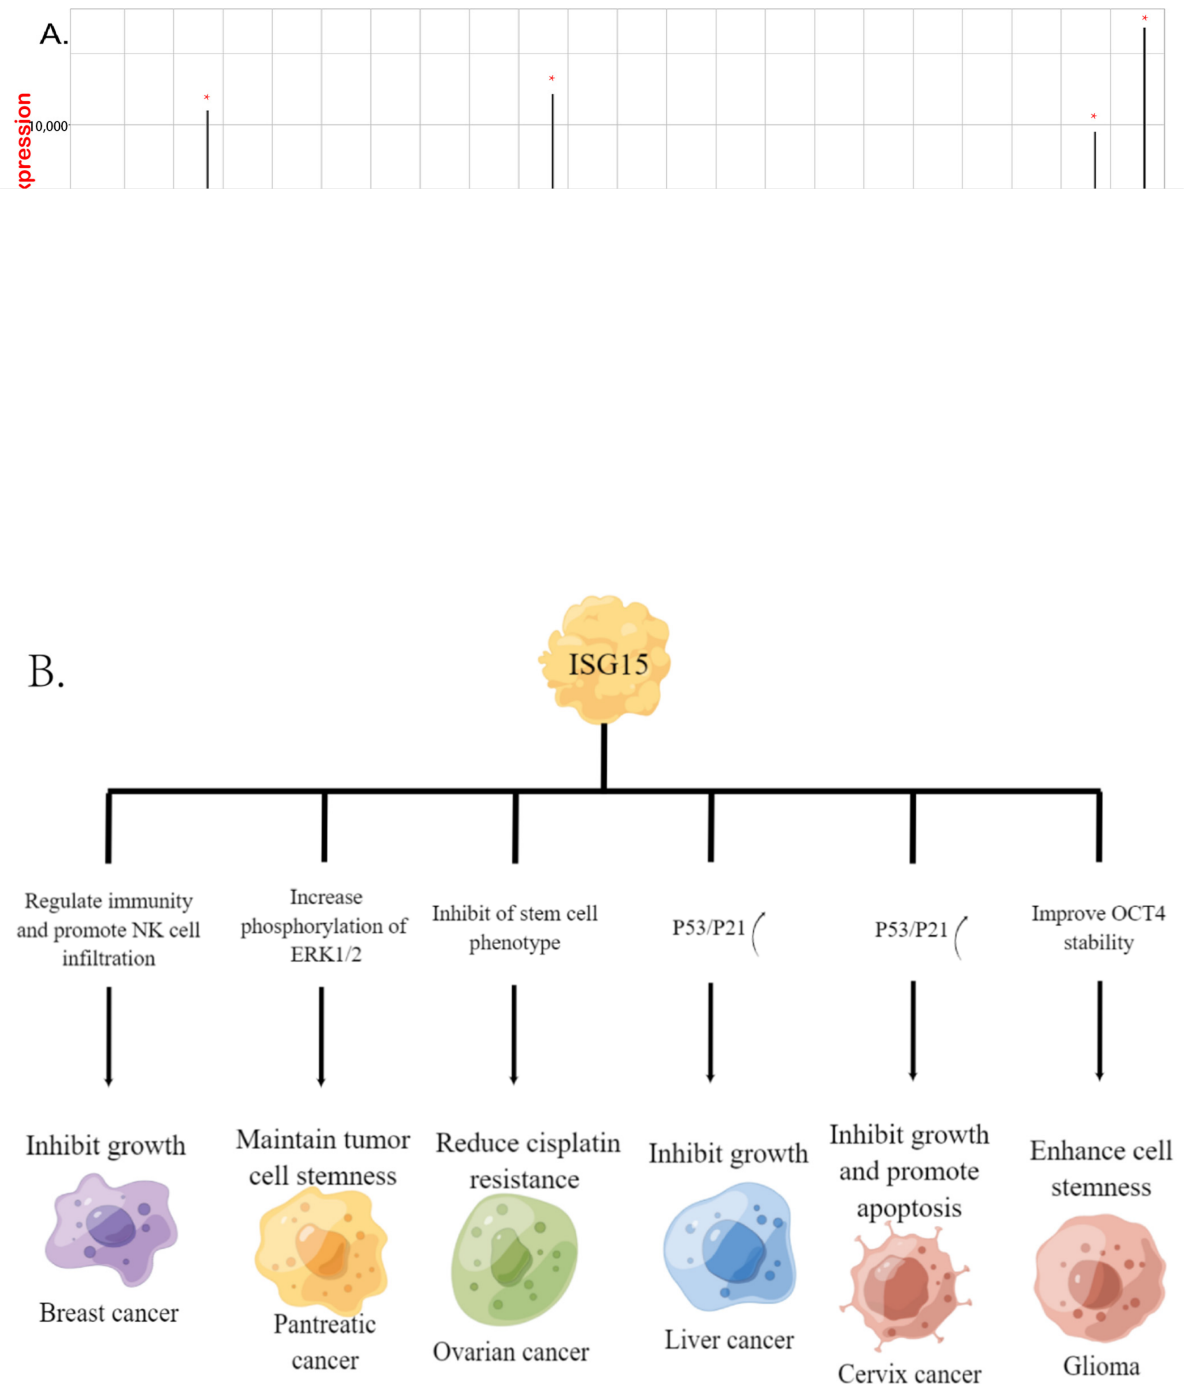 A.
*
*
*
*
10,000
B.
ISG15
Regulate immunity
and promote NK cell
infiltration
Increase
phosphorylation of
ERK1/2
Inhibit of stem cell
phenotype
P53/P21
P53/P21
Improve OCT4
stability
Inhibit growth
Maintain tumor
cell stemness
Reduce cisplatin
resistance
Inhibit growth
Inhibit growth
and promote
apoptosis
Enhance cell
stemness
Breast cancer
Pantreatic
cancer
Ovarian cancer
Liver cancer
Cervix cancer
Glioma